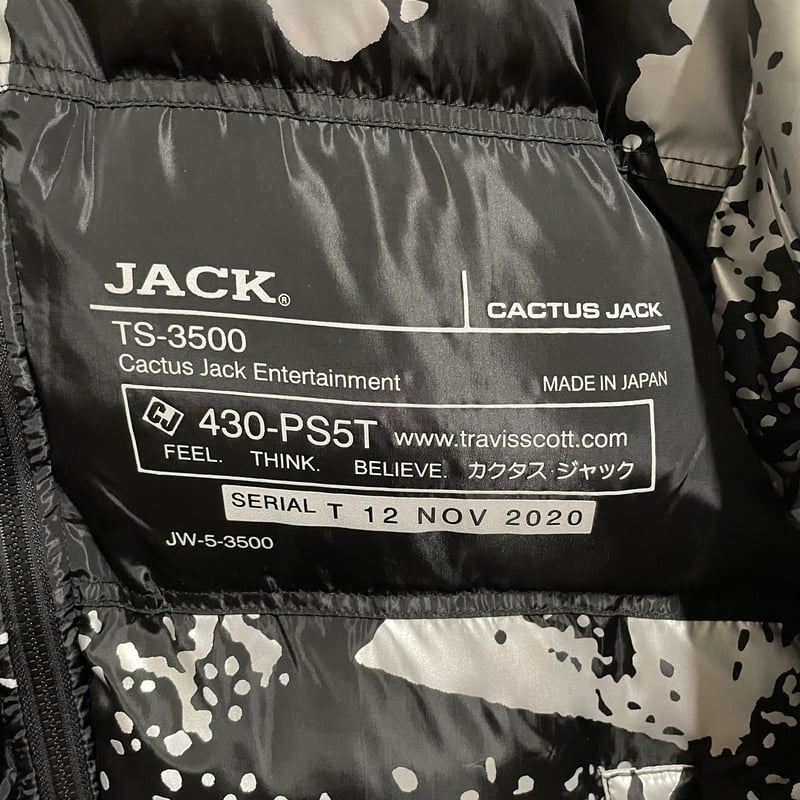 JACK®
CACTUS JACK
TS-3500
Cactus Jack Entertainment
MADE IN JAPAN
CJ 430-PS5T www.travisscott.com
FEEL. THINK. BELIEVE. カクタス・ジャック
SERIAL T 12 NOV 2020
JW-5-3500